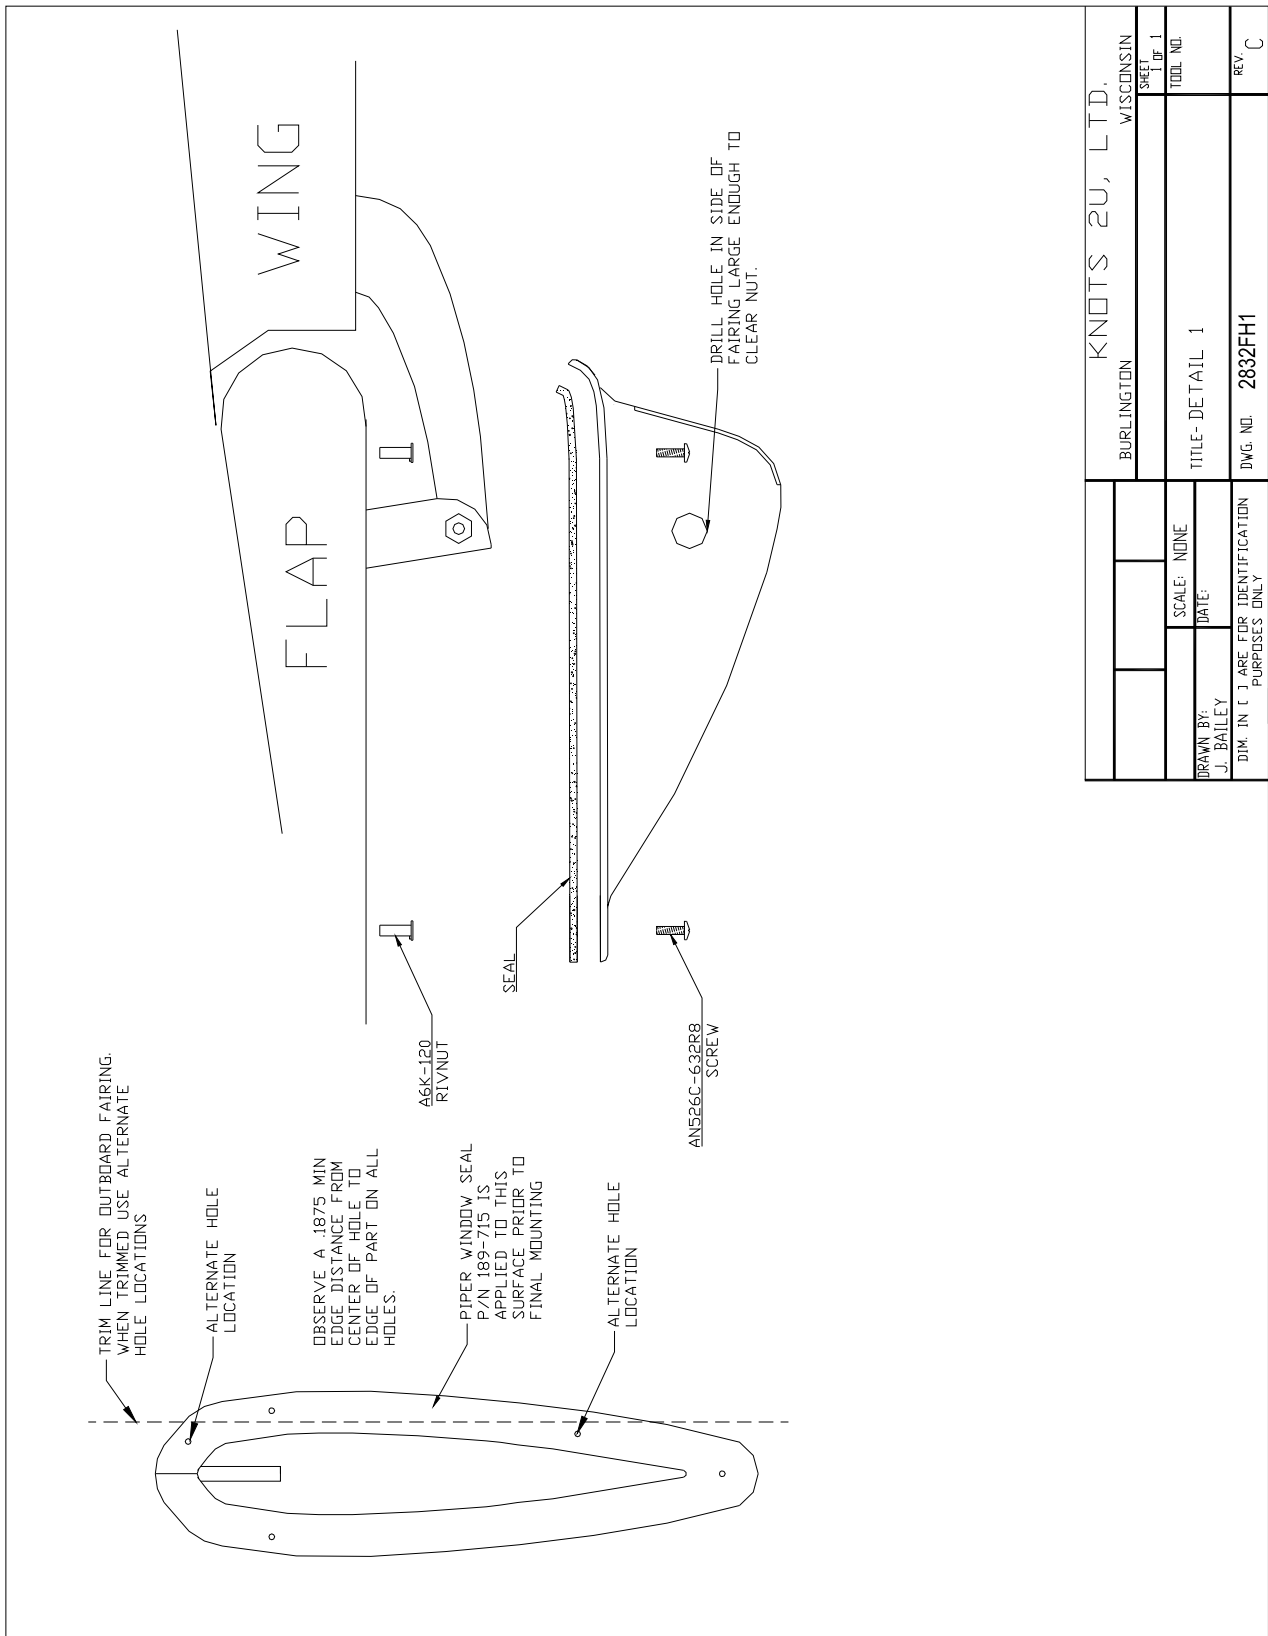 TRIM LINE FOR OUTBOARD FAIRING.
WHEN TRIMMED USE ALTERNATE
HOLE LOCATIONS
ALTERNATE HOLE
LOCATION
OBSERVE A .1875 MIN
EDGE DISTANCE FROM
CENTER OF HOLE TO
EDGE OF PART ON ALL
HOLES.
PIPER WINDOW SEAL
P/N 189-715 IS
APPLIED TO THIS
SURFACE PRIOR TO
FINAL MOUNTING
ALTERNATE HOLE
LOCATION
WING
FLAP
A6K-120
RIVNUT
SEAL
AN526C-632R8
SCREW
DRILL HOLE IN SIDE OF
FAIRING LARGE ENOUGH TO
CLEAR NUT.
KNOTS 2U, LTD.
BURLINGTON WISCONSIN
SHEET
1 OF 1
SCALE: NONE
TOOL NO.
DRAWN BY:
J. BAILEY
DATE:
TITLE- DETAIL 1
DIM. IN [ ] ARE FOR IDENTIFICATION
PURPOSES ONLY
DWG. NO. 2832FH1
REV.
C